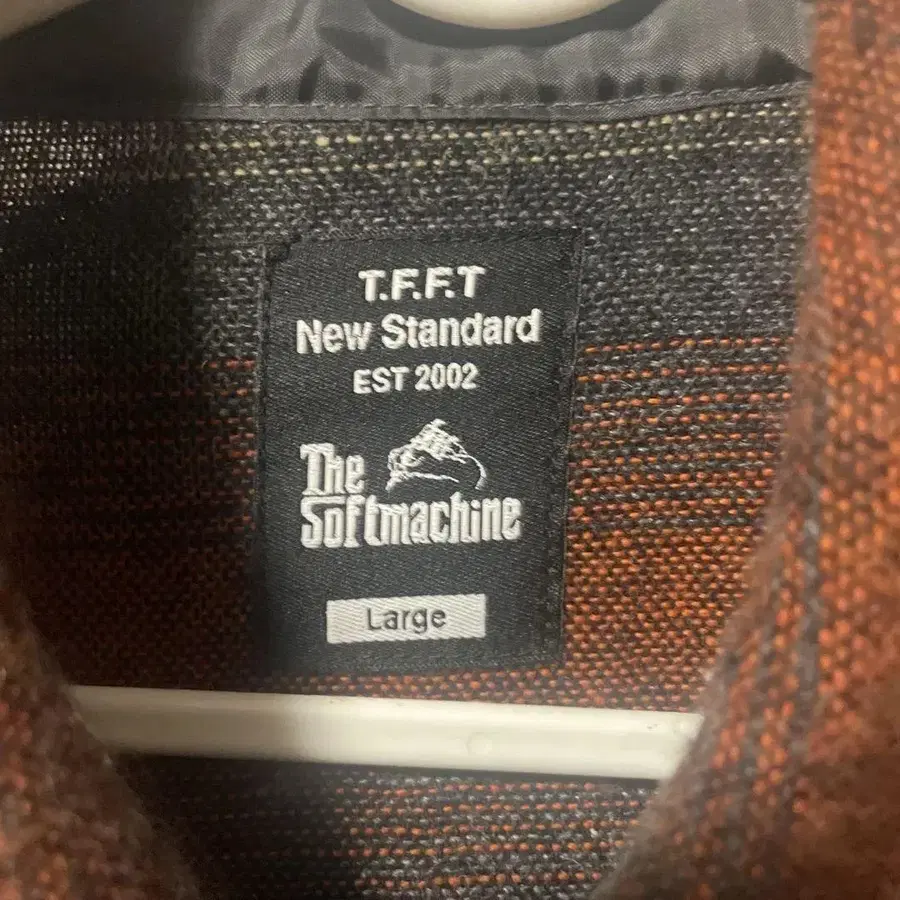 T.F.F.T
New Standard
EST 2002
The
Softmachine
Large